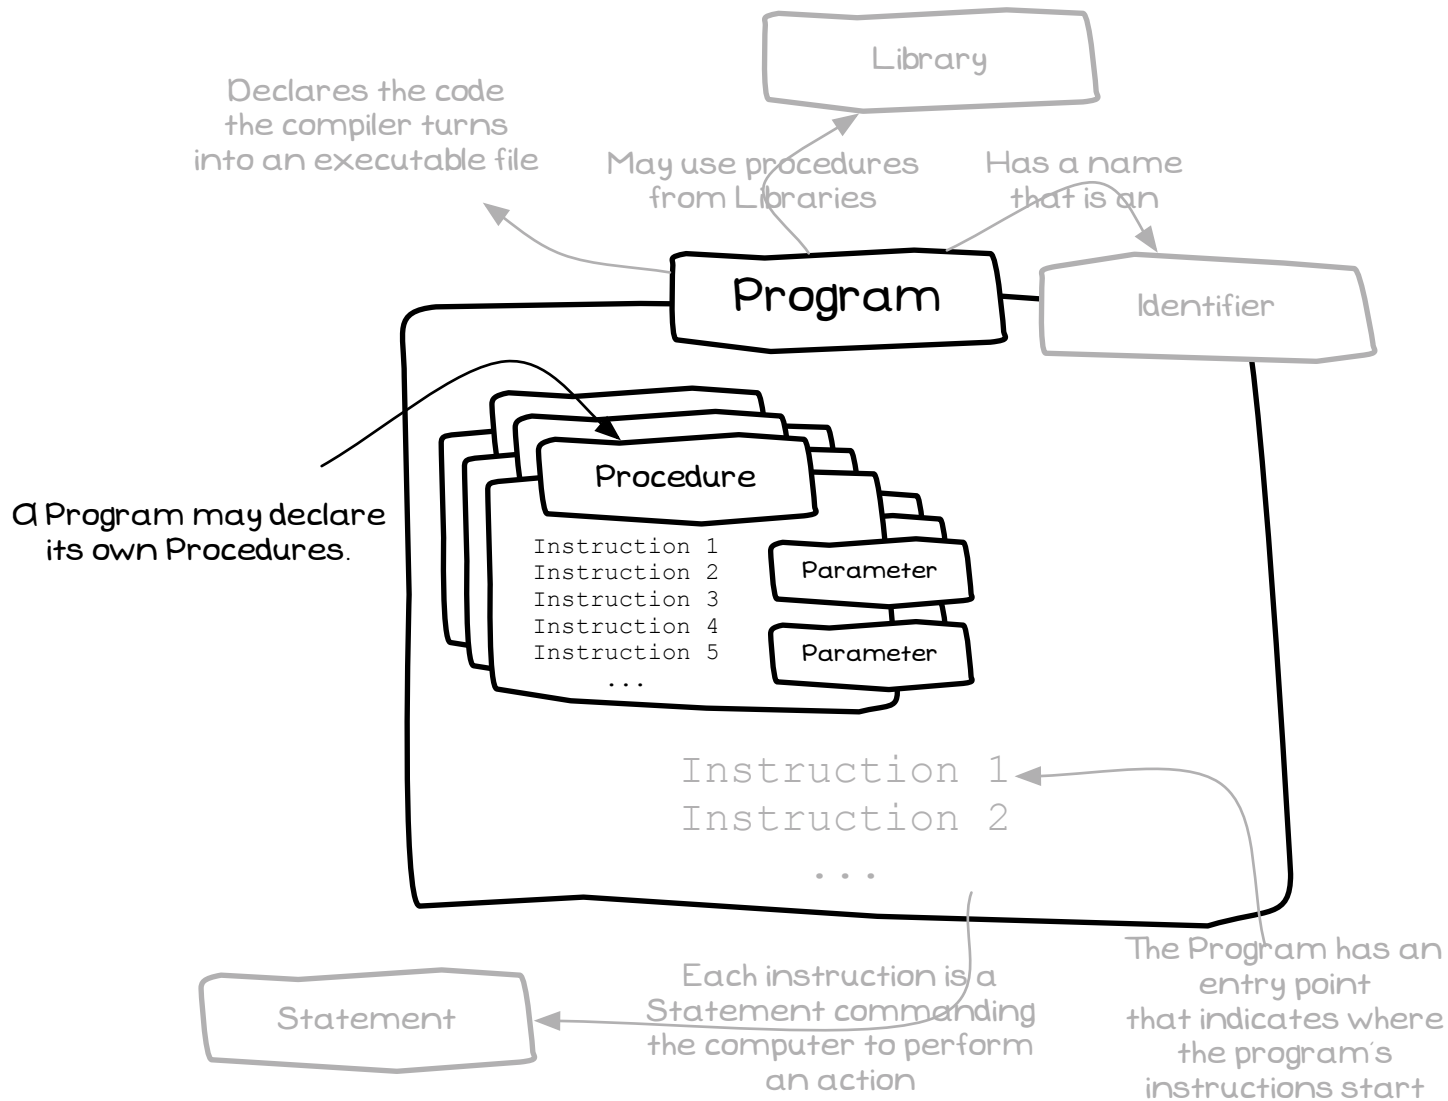 Library
Declares the code
the compiler turns
into an executable file
May use procedures
from Libraries
Has a name
that is an
Program
Identifier
A Program may declare
its own Procedures.
Procedure
Instruction 1
Instruction 2
Instruction 3
Instruction 4
Instruction 5
...
Parameter
Parameter
Instruction 1
Instruction 2
...
Statement
Each instruction is a
Statement commanding
the computer to perform
an action
The Program has an
entry point
that indicates where
the program's
instructions start